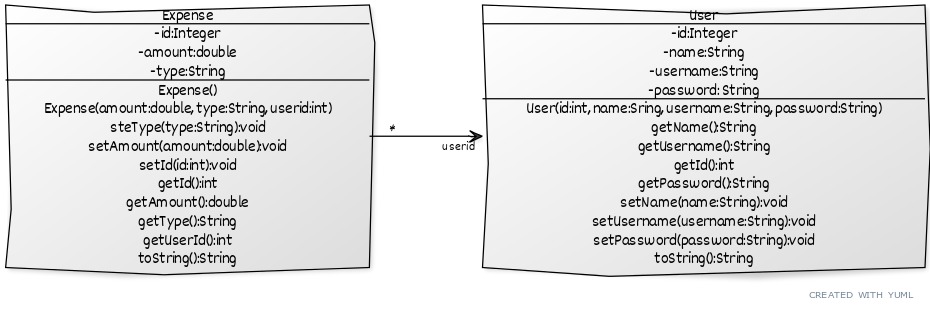 Expense
-id:Integer
-amount:double
-type:String
Expense()
Expense(amount:double, type:String, userid:int)
steType(type:String):void
setAmount(amount:double):void
setId(id:int):void
getId():int
getAmount():double
getType():String
getUserId():int
toString():String
*
userid
User
-id:Integer
-name:String
-username:String
-password: String
User(id:int, name:Sring, username:String, password:String)
getName():String
getUsername():String
getId():int
getPassword():String
setName(name:String):void
setUsername(username:String):void
setPassword(password:String):void
toString():String
CREATED WITH YUML